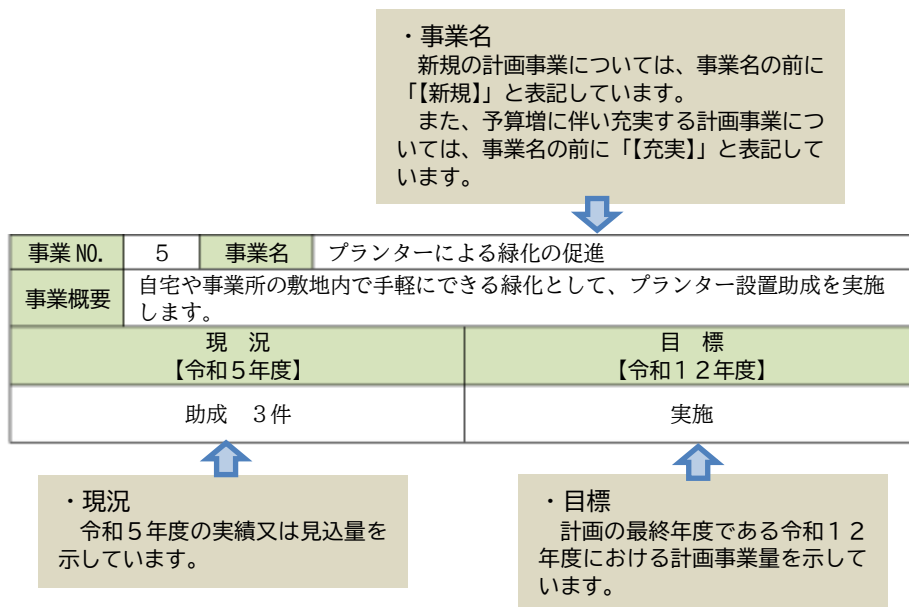 ・事業名
　新規の計画事業については、事業名の前に
「【新規】」と表記しています。
　また、予算増に伴い充実する計画事業につ
いては、事業名の前に「【充実】」と表記して
います。
事業 NO.　5　事業名　プランターによる緑化の促進
事業概要　自宅や事業所の敷地内で手軽にできる緑化として、プランター設置助成を実施
します。
現　況　目　標
【令和５年度】　【令和１２年度】
助成　3件　実施
・現況
　令和５年度の実績又は見込量を
示しています。
・目標
　計画の最終年度である令和１２
年度における計画事業量を示して
います。